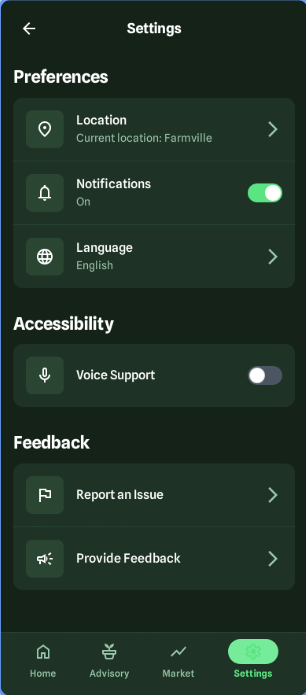 Settings
Preferences
Location
Current location: Farmville
Notifications
On
Language
English
Accessibility
Voice Support
Feedback
Report an Issue
Provide Feedback
Home
Advisory
Market
Settings